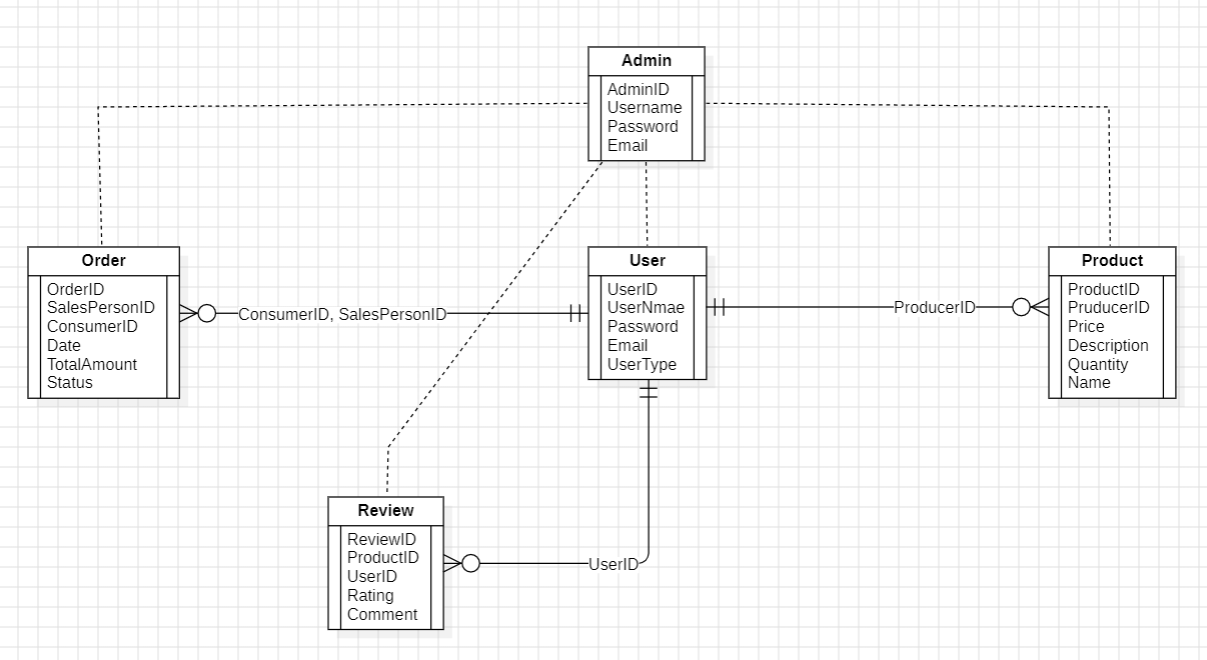 Admin
AdminID
Username
Password
Email
Order
OrderID
SalesPersonID
ConsumerID
Date
TotalAmount
Status
ConsumerID, SalesPersonID
User
UserID
UserNmae
Password
Email
UserType
ProducerID
Product
ProductID
PruducerID
Price
Description
Quantity
Name
Review
ReviewID
ProductID
UserID
Rating
Comment
UserID